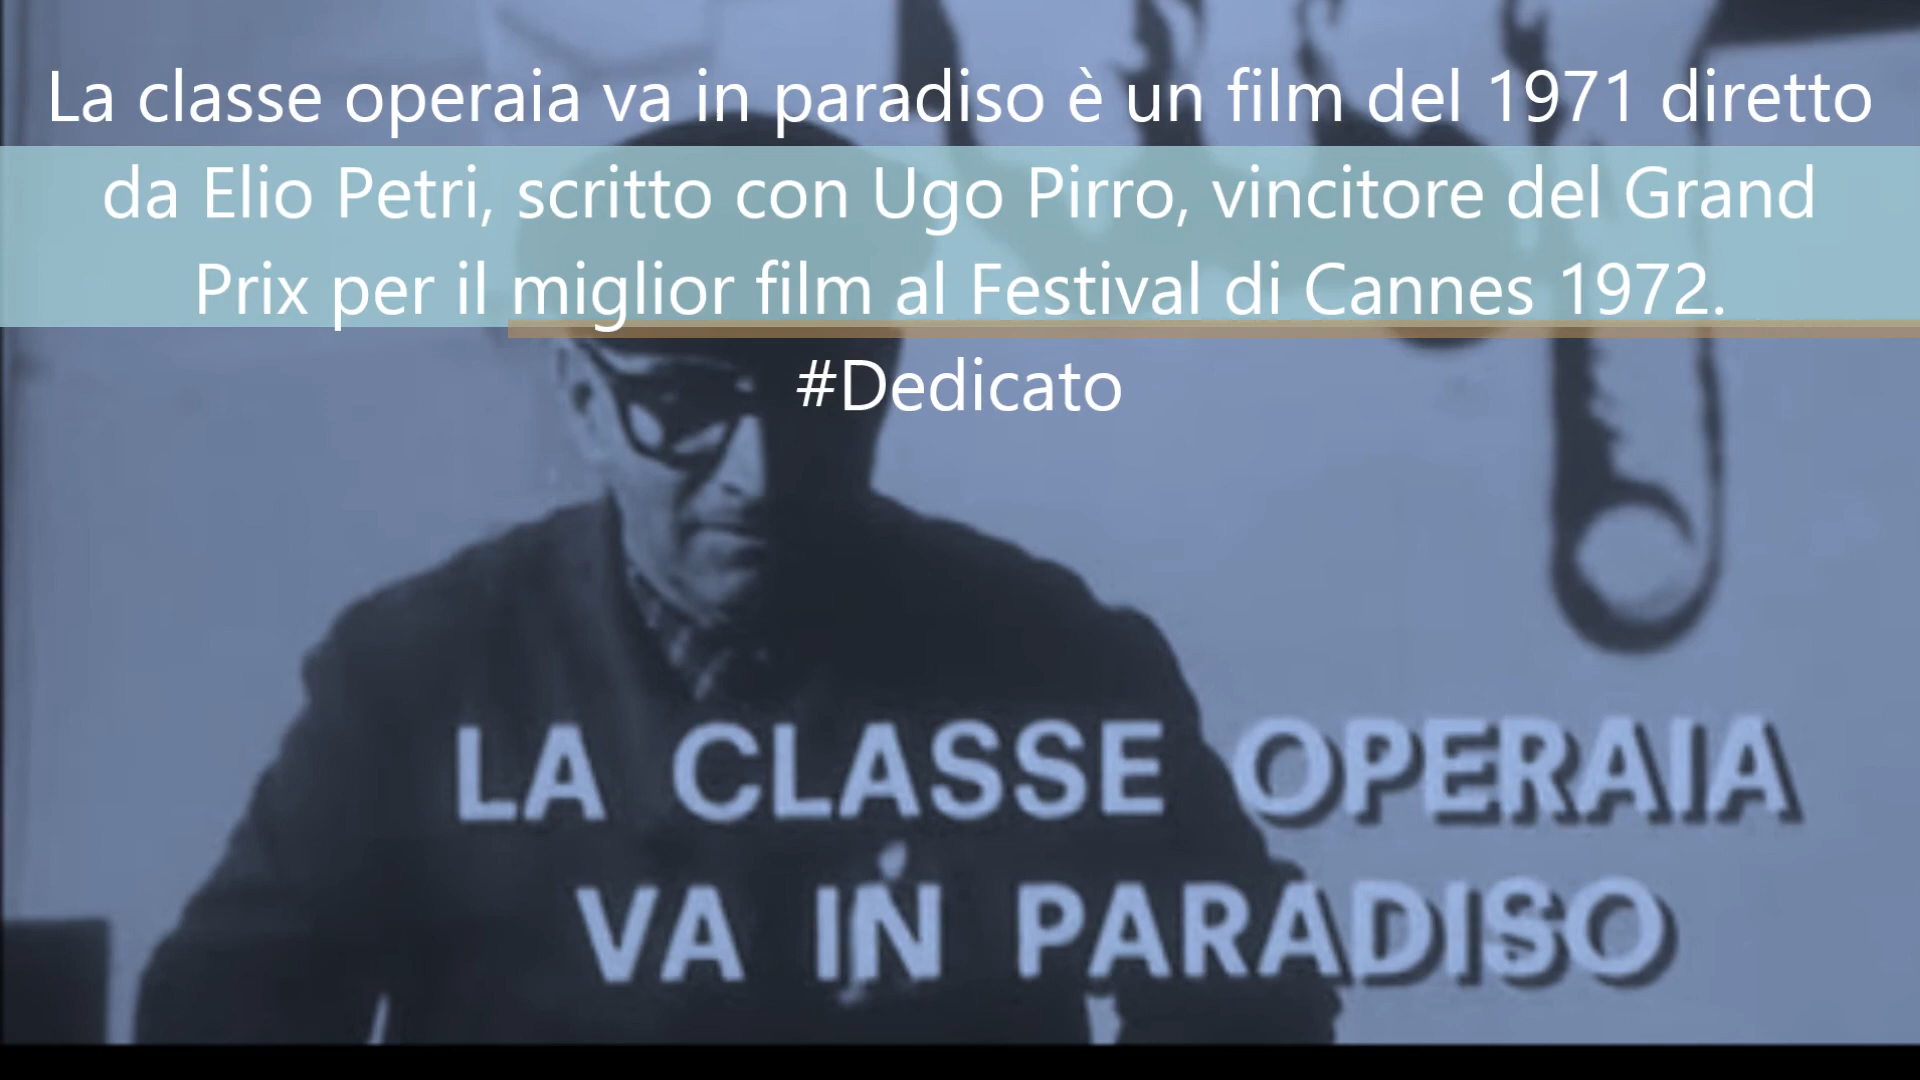 La classe operaia va in paradiso è un film del 1971 diretto
da Elio Petri, scritto con Ugo Pirro, vincitore del Grand
Prix per il miglior film al Festival di Cannes 1972.
#Dedicato
LA CLASSE OPERAIA
VA IN PARADISO